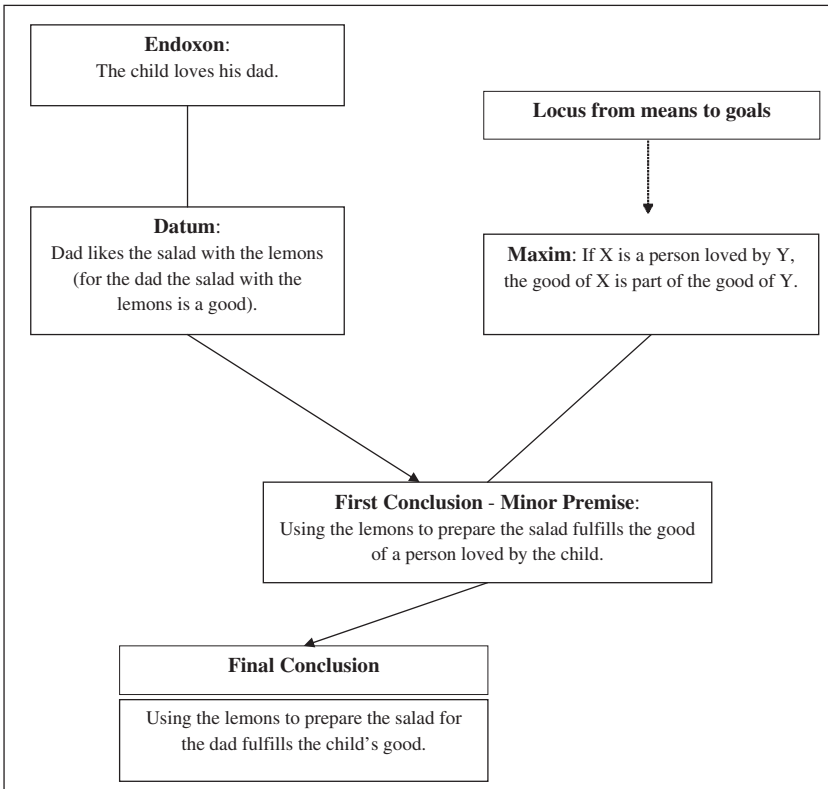 Endoxon:
The child loves his dad.
Locus from means to goals
Datum:
Dad likes the salad with the lemons
(for the dad the salad with the
lemons is a good).
Maxim: If X is a person loved by Y,
the good of X is part of the good of Y.
First Conclusion - Minor Premise:
Using the lemons to prepare the salad fulfills the good
of a person loved by the child.
Final Conclusion
Using the lemons to prepare the salad for
the dad fulfills the child’s good.